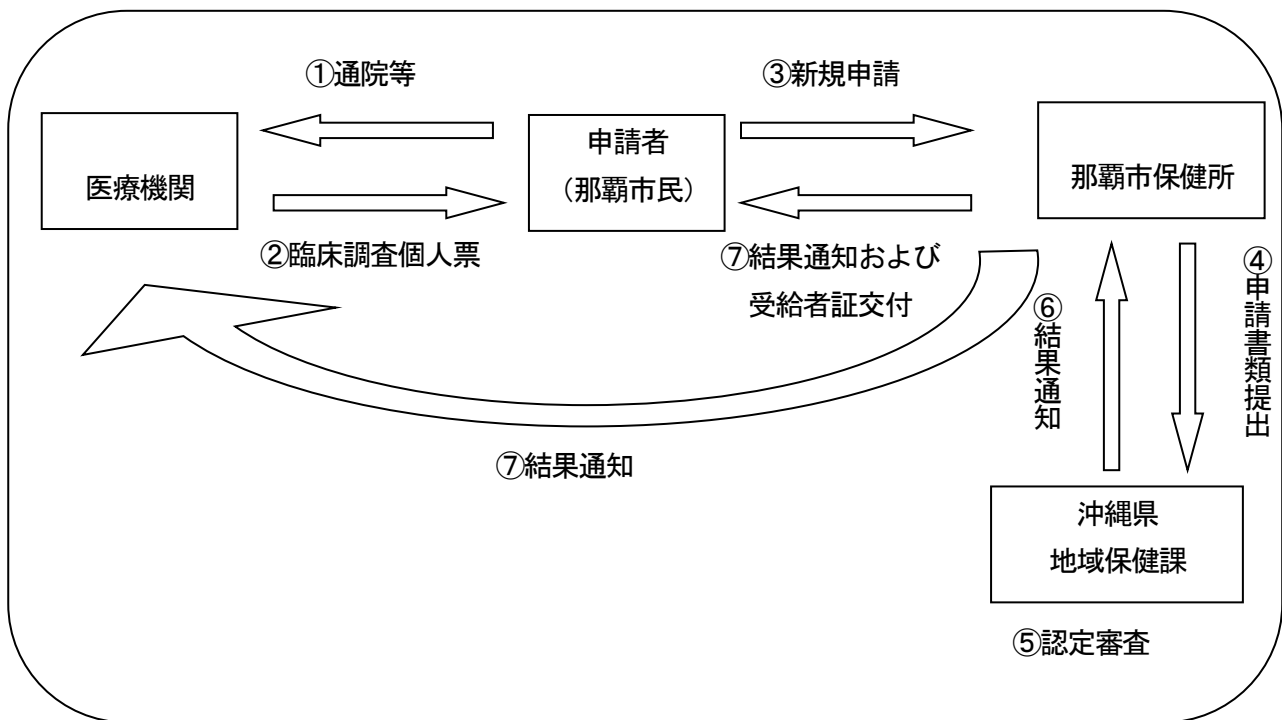 ①通院等
③新規申請
医療機関
申請者
（那覇市民）
那覇市保健所
②臨床調査個人票
⑦結果通知および
受給者証交付
⑥結果通知
④申請書類提出
⑦結果通知
沖縄県
地域保健課
⑤認定審査